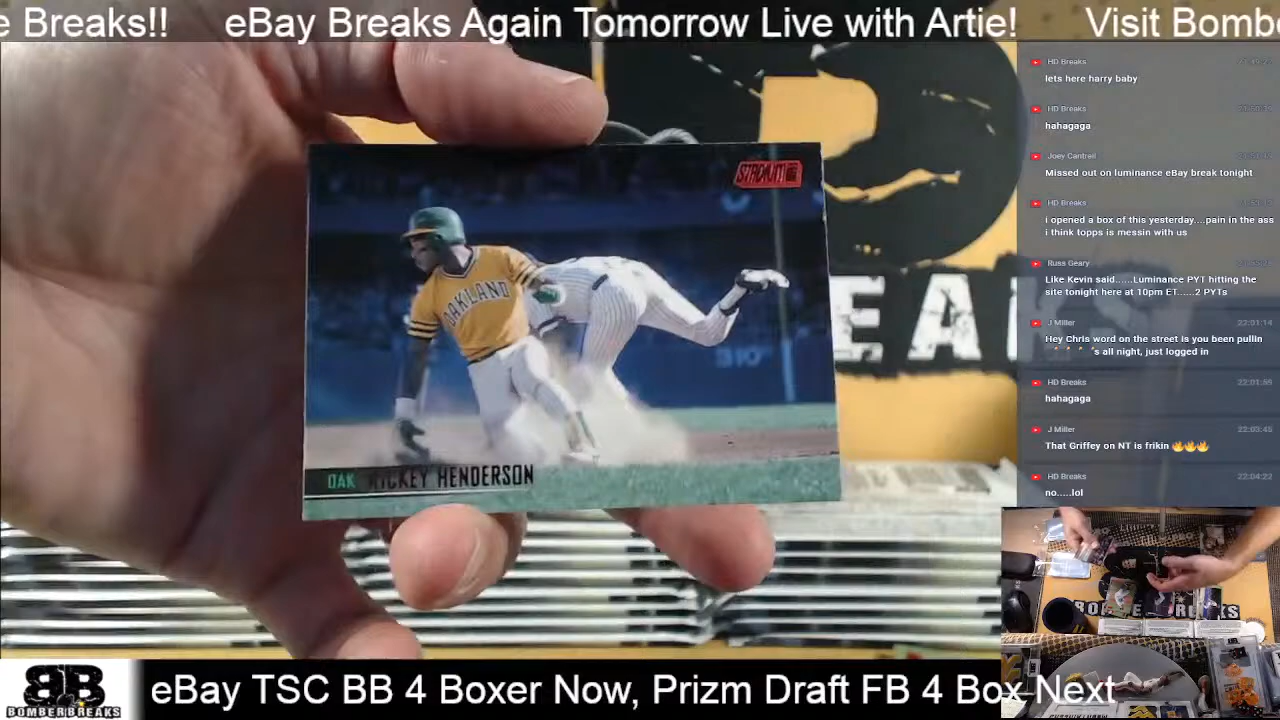 e Breaks!! eBay Breaks Again Tomorrow Live with Artie! Visit Bombe
HD Breaks
lets here harry baby
HD Breaks
hahagaga
Joey Cantrell
Missed out on luminance eBay break tonight
HD Breaks
i opened a box of this yesterday....pain in the ass
i think topps is messin with us
Russ Geary
Like Kevin said......Luminance PYT hitting the
site tonight here at 10pm ET......2 PYTs
J Miller 22:01:14
Hey Chris word on the street is you been pullin
's all night, just logged in
HD Breaks 22:01:55
hahagaga
J Miller 22:03:45
That Griffey on NT is frikin 🔥🔥🔥
HD Breaks 22:04:22
no.....lol
STADIUM
OAKLAND
310
OAK RICKEY HENDERSON
EA
BOMBER BREAKS
BB
BOMBERBREAKS
eBay TSC BB 4 Boxer Now, Prizm Draft FB 4 Box Next